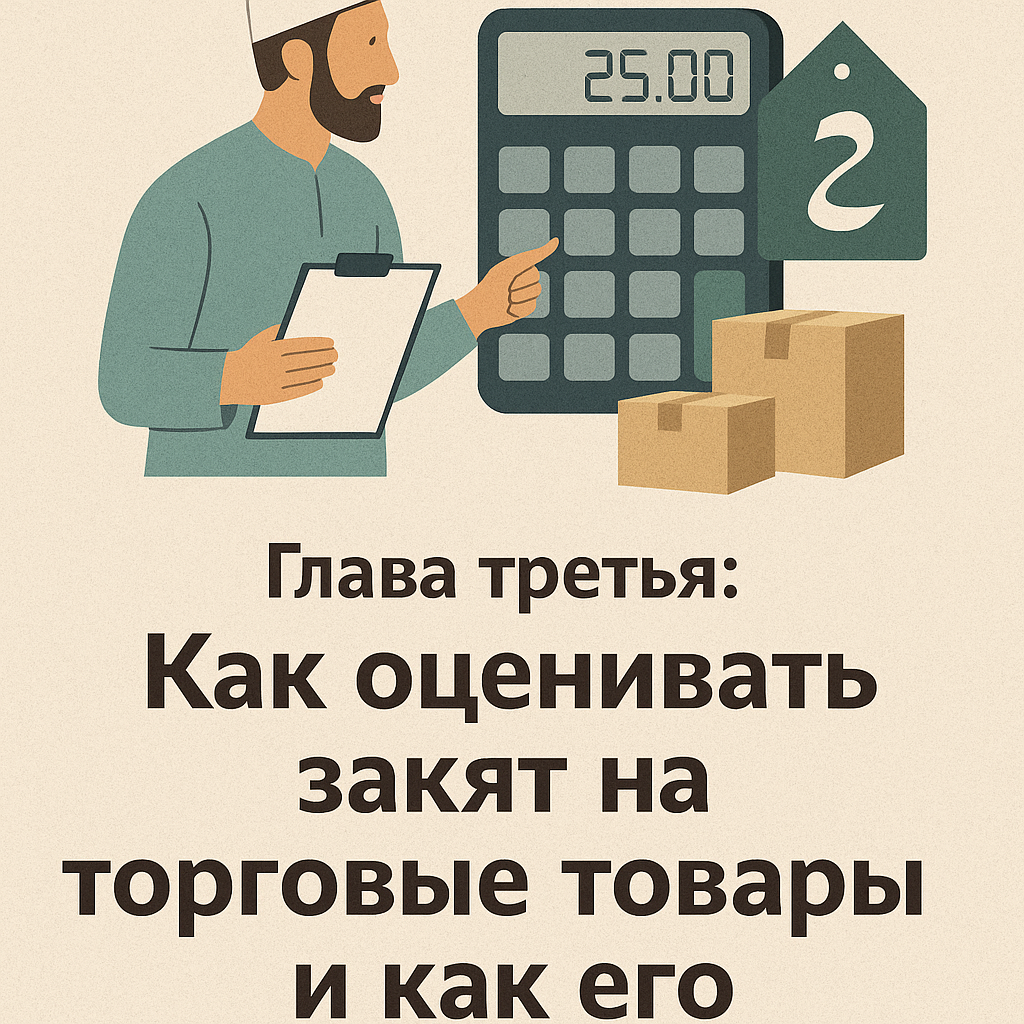 25.00
Глава третья:
Как оценивать
закят на
торговые товары
и как его